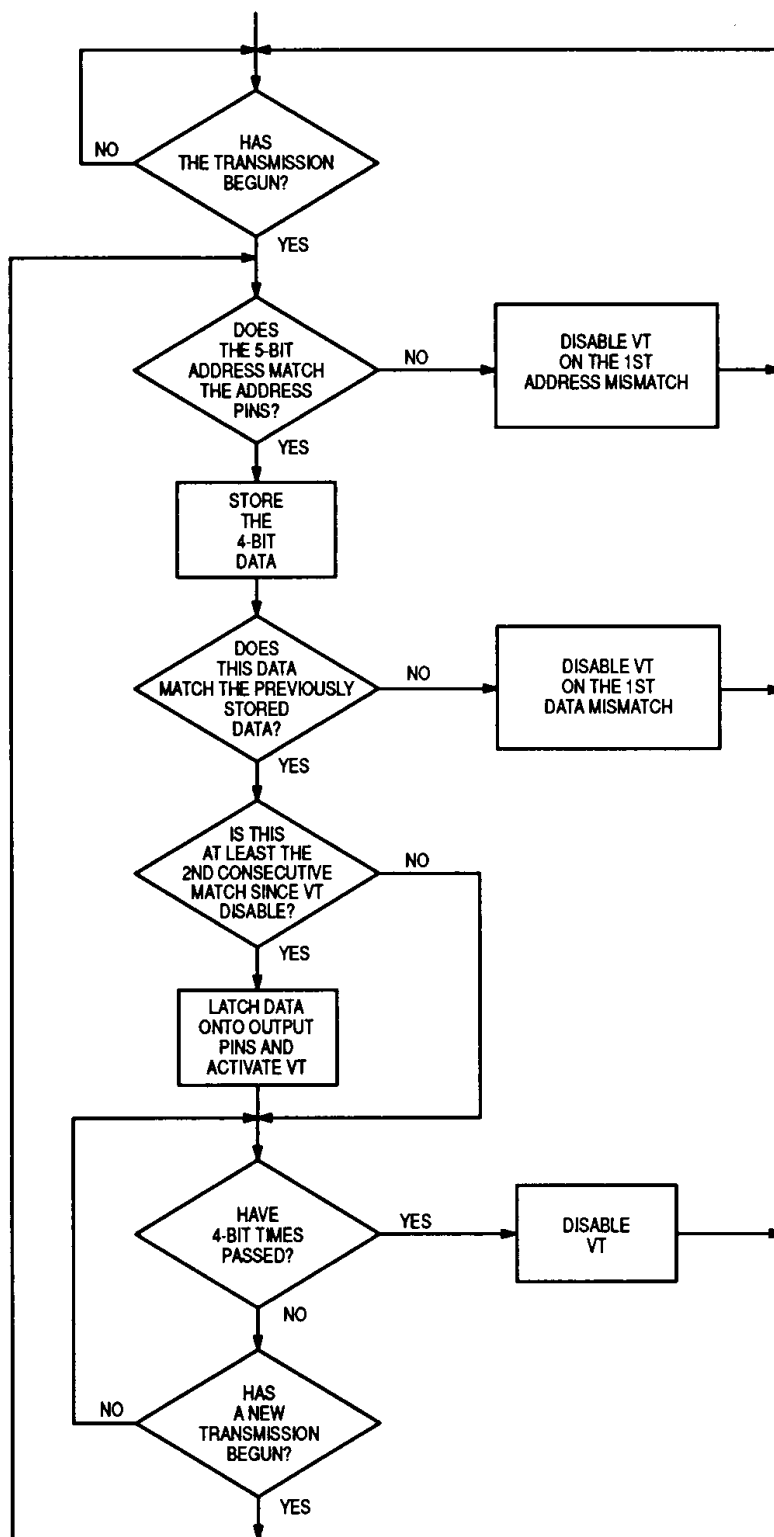 HAS
THE TRANSMISSION
BEGUN?
NO
YES
DOES
THE 5-BIT
ADDRESS MATCH
THE ADDRESS
PINS?
NO
DISABLE VT
ON THE 1ST
ADDRESS MISMATCH
YES
STORE
THE
4-BIT
DATA
DOES
THIS DATA
MATCH THE PREVIOUSLY
STORED
DATA?
NO
DISABLE VT
ON THE 1ST
DATA MISMATCH
YES
IS THIS
AT LEAST THE
2ND CONSECUTIVE
MATCH SINCE VT
DISABLE?
NO
YES
LATCH DATA
ONTO OUTPUT
PINS AND
ACTIVATE VT
HAVE
4-BIT TIMES
PASSED?
YES
DISABLE
VT
NO
HAS
A NEW
TRANSMISSION
BEGUN?
NO
YES